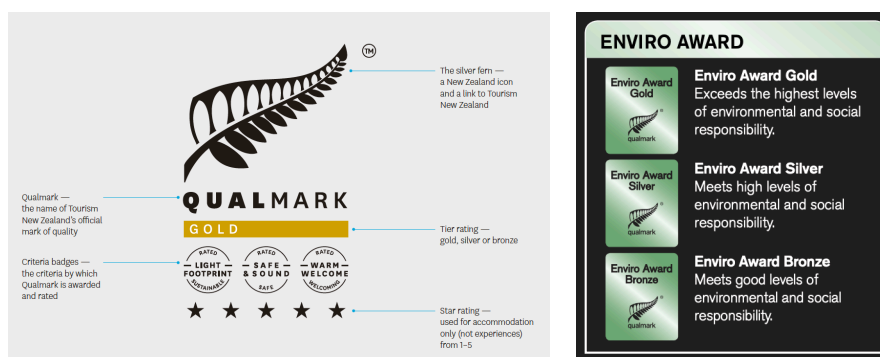 TM
The silver fern —
a New Zealand icon
and a link to Tourism
New Zealand
Qualmark —
the name of Tourism
New Zealand's official
mark of quality
QUALMARK
GOLD
Tier rating —
gold, silver or bronze
Criteria badges —
the criteria by which
Qualmark is awarded
and rated
RATED
LIGHT
FOOTPRINT
SUSTAINABLE
RATED
SAFE
& SOUND
SAFE
RATED
WARM
WELCOME
WELCOMING
Star rating —
used for accommodation
only (not experiences)
from 1–5
ENVIRO AWARD
Enviro Award
Gold
qualmark
Enviro Award Gold
Exceeds the highest levels
of environmental and social
responsibility.
Enviro Award
Silver
qualmark
Enviro Award Silver
Meets high levels of
environmental and social
responsibility.
Enviro Award
Bronze
qualmark
Enviro Award Bronze
Meets good levels of
environmental and social
responsibility.